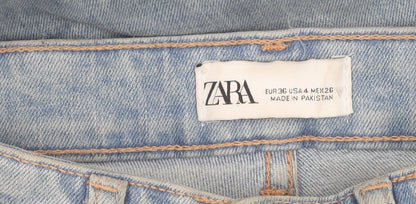 ZARA
EUR 36 USA 4 MEX 26
MADE IN PAKISTAN